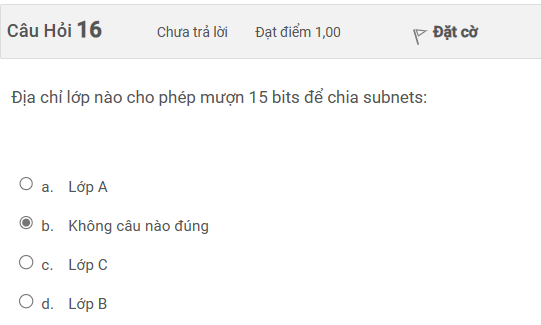 Câu Hỏi 16 Chưa trả lời Đạt điểm 1,00 Đặt cờ
Địa chỉ lớp nào cho phép mượn 15 bits để chia subnets:
a. Lớp A
b. Không câu nào đúng
c. Lớp C
d. Lớp B